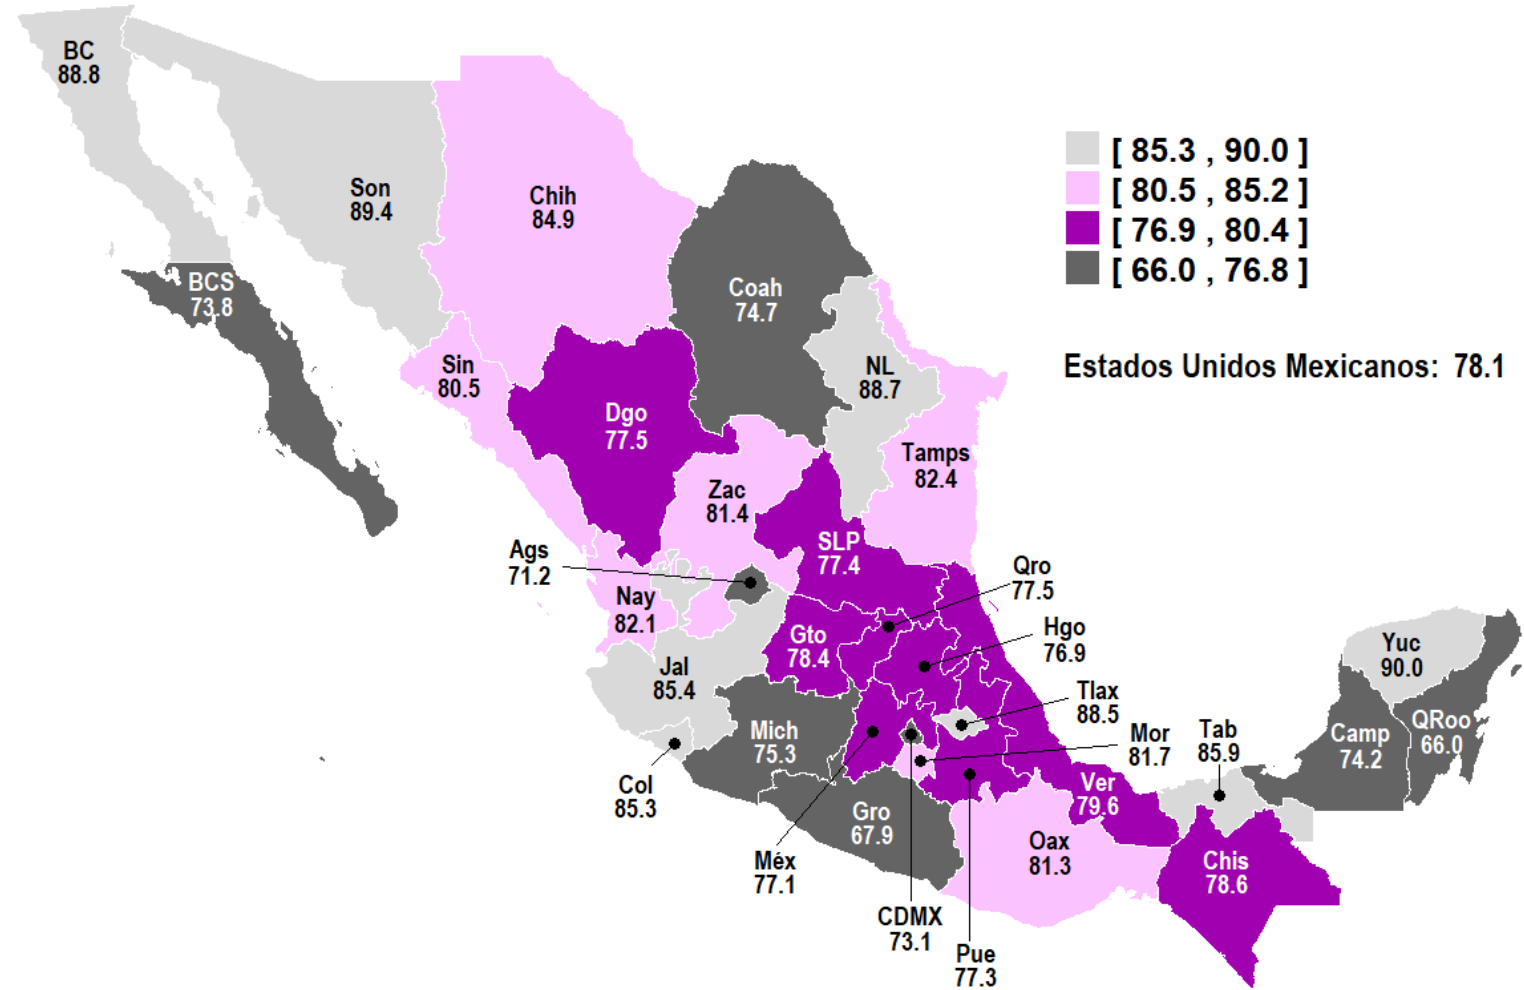 BC
88.8
Son
89.4
Chih
84.9
[ 85.3 , 90.0 ]
[ 80.5 , 85.2 ]
[ 76.9 , 80.4 ]
[ 66.0 , 76.8 ]
BCS
73.8
Coah
74.7
Estados Unidos Mexicanos: 78.1
Sin
80.5
NL
88.7
Dgo
77.5
Tamps
82.4
Zac
81.4
SLP
77.4
Ags
71.2
Qro
77.5
Nay
82.1
Gto
78.4
Hgo
76.9
Jal
85.4
Tlax
88.5
Yuc
90.0
Mich
75.3
Mor
81.7
Tab
85.9
Camp
74.2
QRoo
66.0
Col
85.3
Ver
79.6
Gro
67.9
Oax
81.3
Méx
77.1
Chis
78.6
CDMX
73.1
Pue
77.3